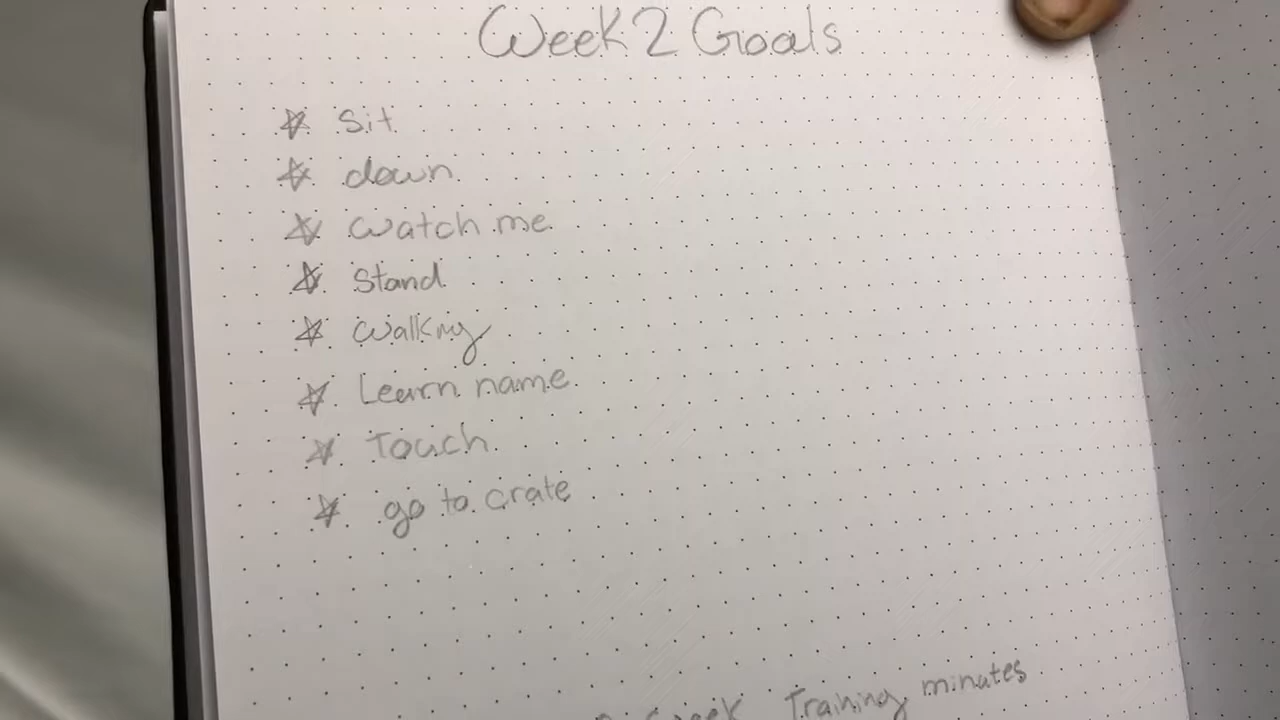 Week 2 Goals
Sit
down
watch me
Stand
walking
Learn name
Touch
go to crate
Training minutes